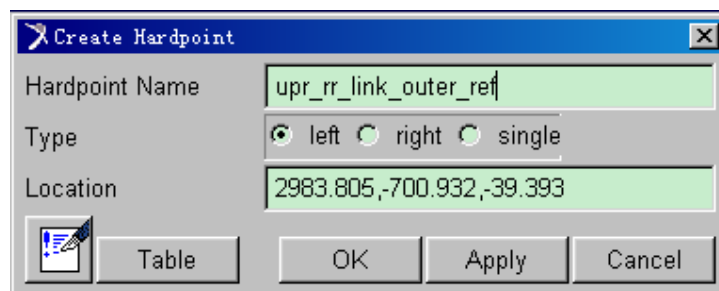 Create Hardpoint
Hardpoint Name upr_rr_link_outer_ref
Type left right single
Location 2983.805,-700.932,-39.393
Table OK Apply Cancel